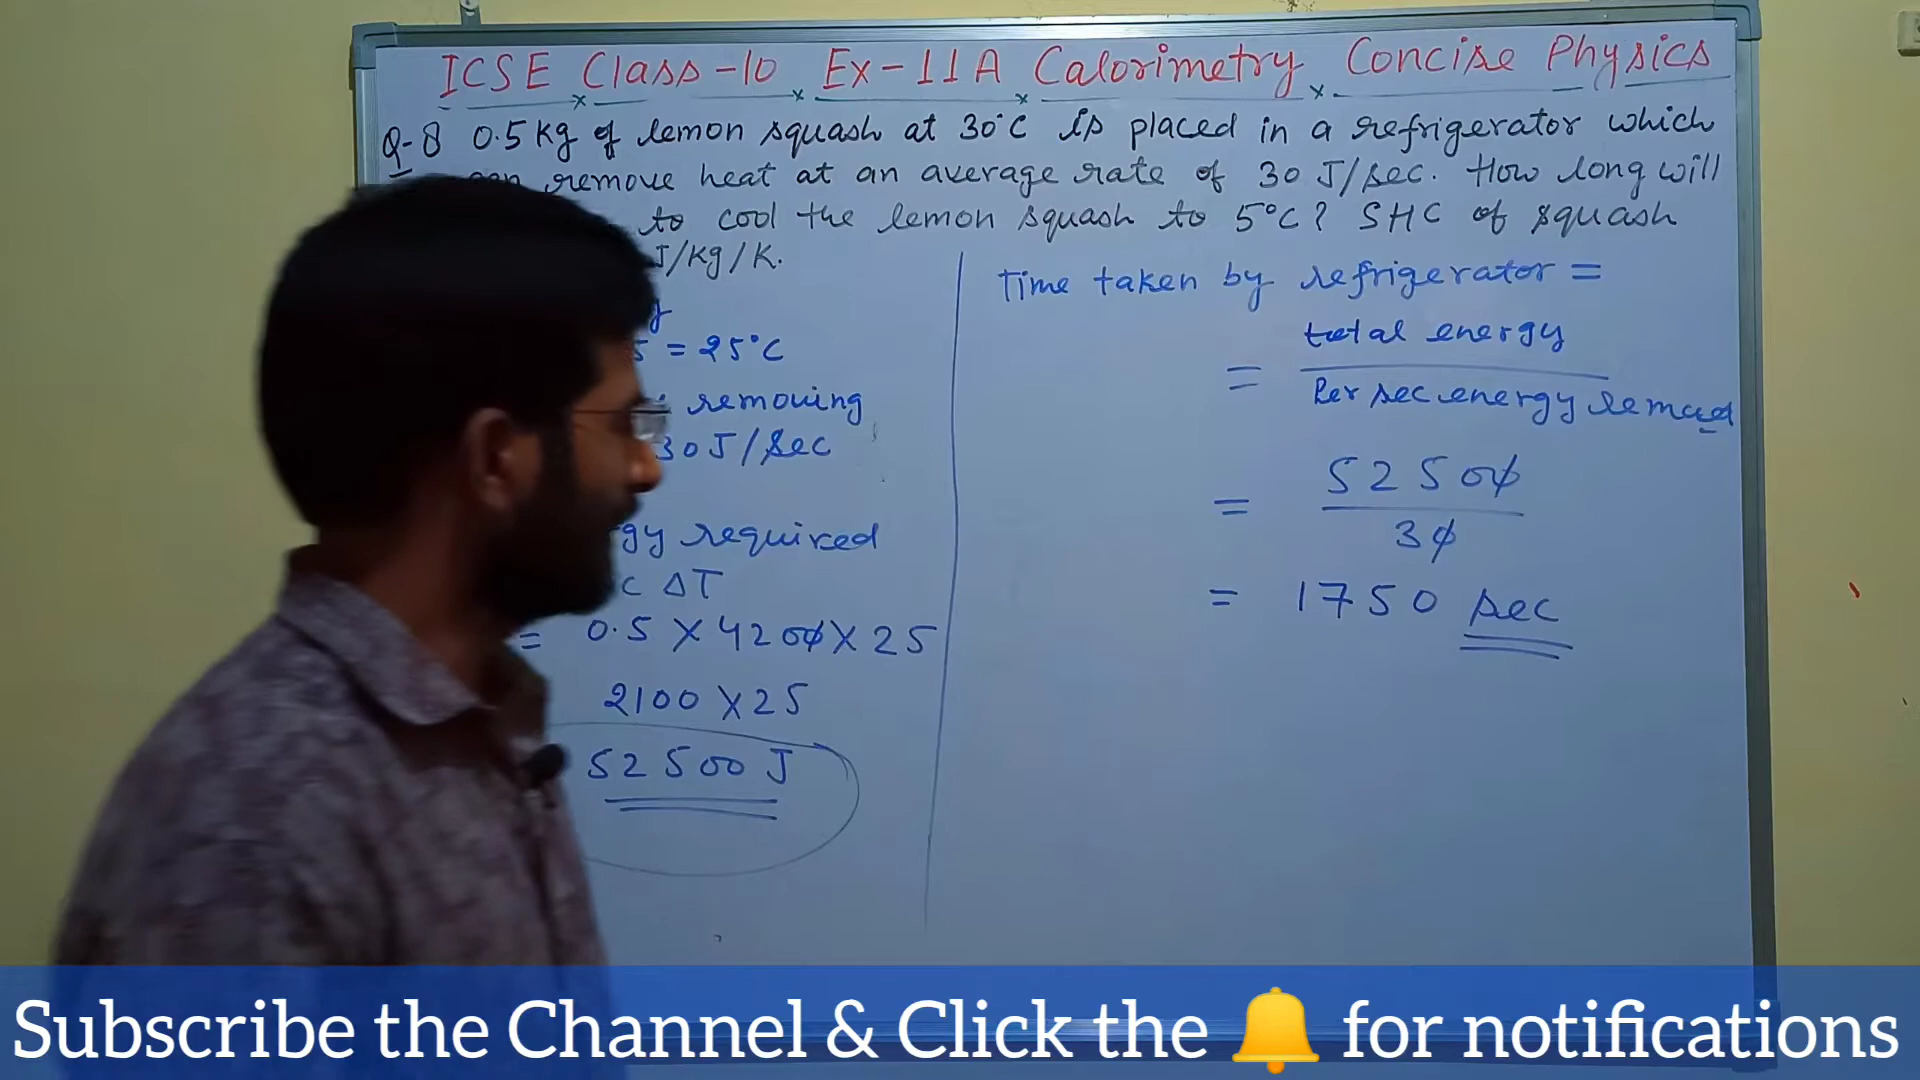 ICSE Class-10 Ex-11A Calorimetry Concise Physics
Q-8 0.5 Kg of lemon squash at 30°C is placed in a refrigerator which
remove heat at an average rate of 30 J/sec. How long will
to cool the lemon squash to 5°C? SHC of squash
J/Kg/K.
= 25°C
removing
30 J/sec
required
C ΔT
= 0.5 X 4200 X 25
2100 X 25
52500 J
Time taken by refrigerator =
= total energy
Per sec energy removed
= 52500
30
= 1750 sec
Subscribe the Channel & Click the 🔔 for notifications